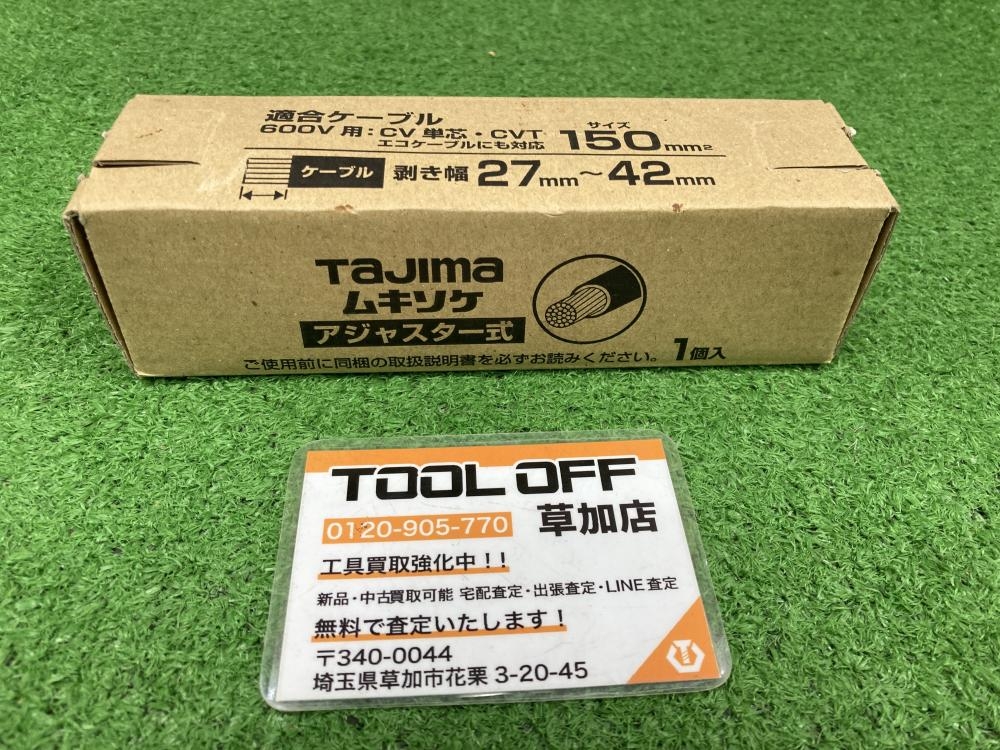 適合ケーブル
600V用：CV単芯・CVT
エコケーブルにも対応
サイズ
150mm²
ケーブル
剥き幅 27mm～42mm
TaJIma
ムキソケ
アジャスター式
ご使用前に同梱の取扱説明書を必ずお読みください。 1個入
TOOL OFF
0120-905-770
草加店
工具買取強化中！！
新品・中古買取可能 宅配査定・出張査定・LINE査定
無料で査定いたします！
〒340-0044
埼玉県草加市花栗 3-20-45